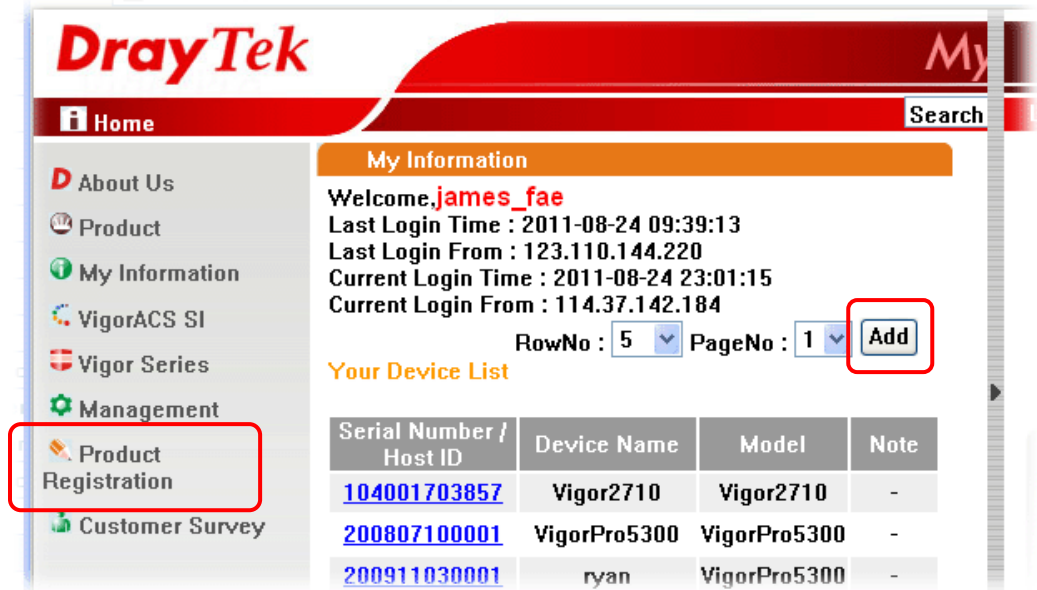 DrayTek
My
Home
Search
About Us
Product
My Information
VigorACS SI
Vigor Series
Management
Product
Registration
Customer Survey
My Information
Welcome,james_fae
Last Login Time : 2011-08-24 09:39:13
Last Login From : 123.110.144.220
Current Login Time : 2011-08-24 23:01:15
Current Login From : 114.37.142.184
RowNo : 5 PageNo : 1 Add
Your Device List
Serial Number / Host ID Device Name Model Note
104001703857 Vigor2710 Vigor2710 -
200807100001 VigorPro5300 VigorPro5300 -
200911030001 ryan VigorPro5300 -